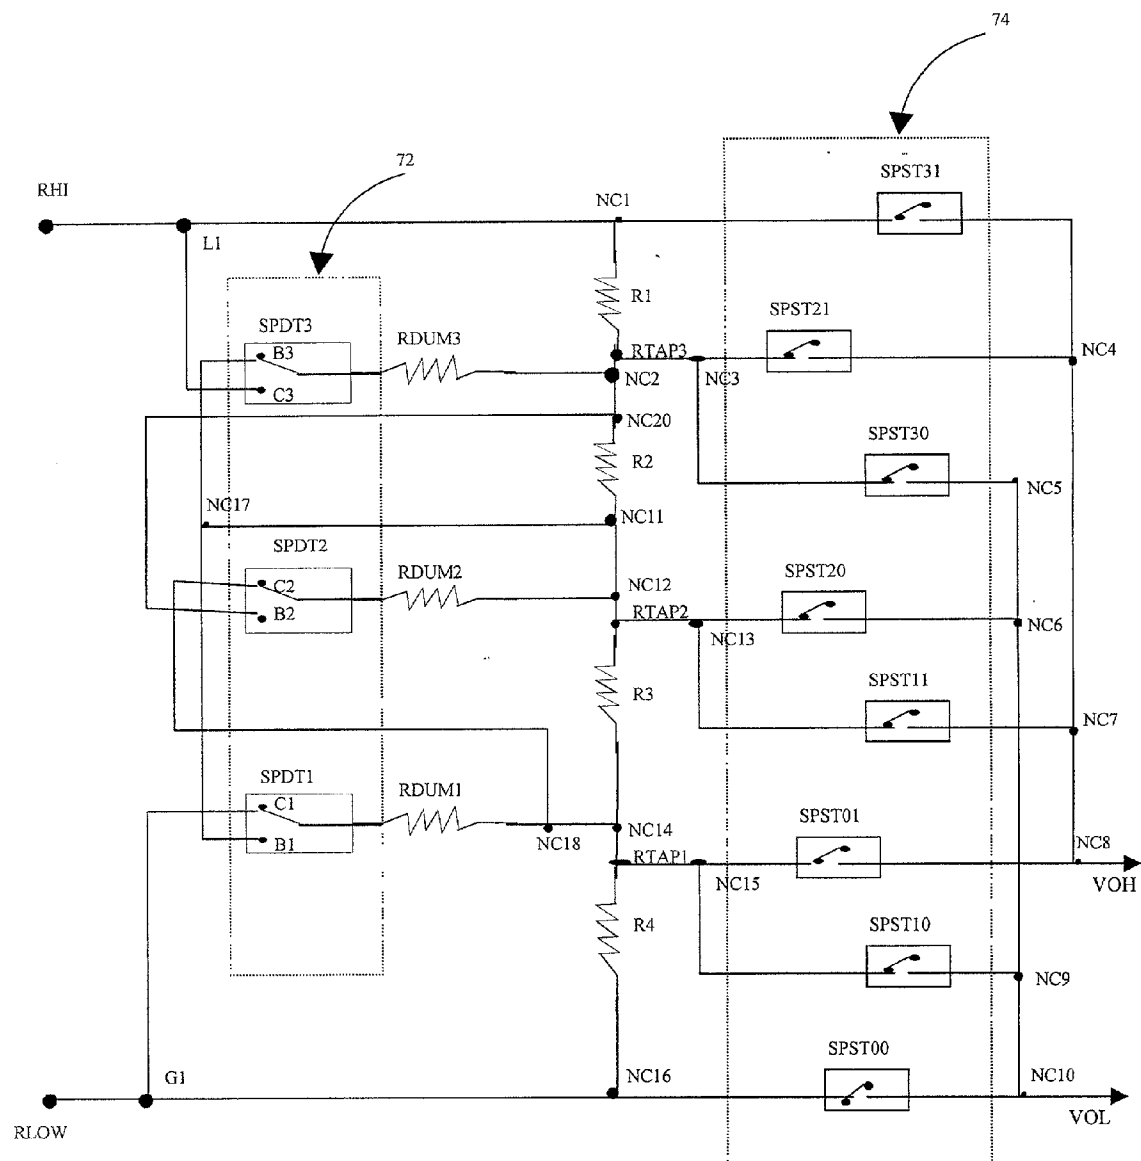 74
72
SPST31
RHI
NC1
L1
R1
SPST21
SPDT3
RDUM3
B3
RTAP3
NC4
NC2
NC3
C3
NC20
SPST30
R2
NC17
NC11
NC5
SPDT2
RDUM2
NC12
SPST20
C2
B2
RTAP2
NC13
NC6
R3
SPST11
NC7
SPDT1
RDUM1
C1
SPST01
NC14
B1
NC18
RTAP1
NC8
NC15
VOH
R4
SPST10
NC9
SPST00
G1
NC16
NC10
VOL
RLOW